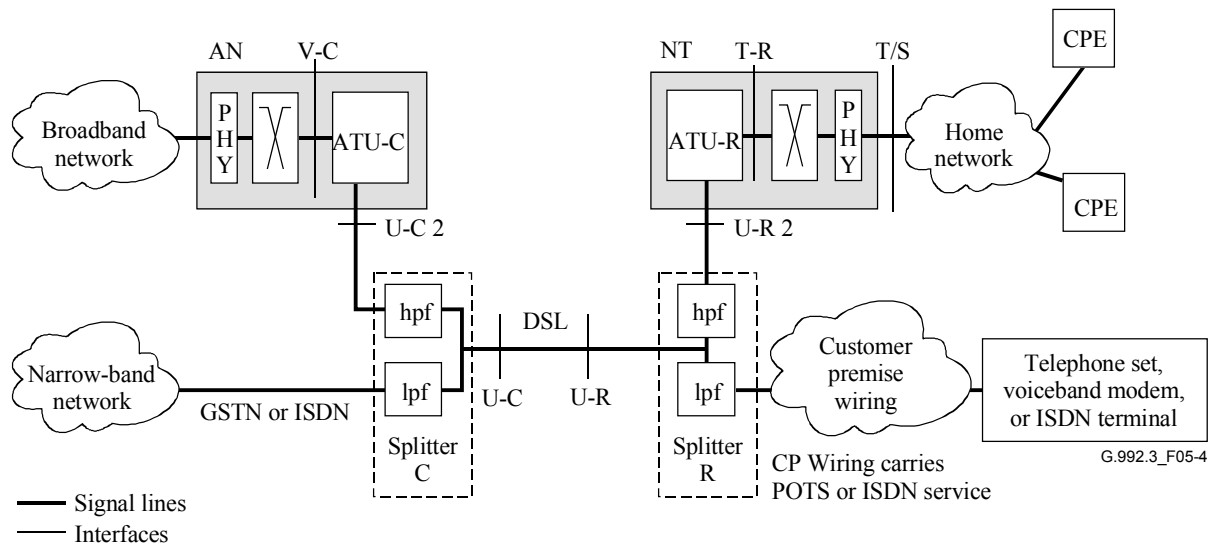 AN
V-C
NT
T-R
T/S
CPE
Broadband
network
P
H
Y
ATU-C
ATU-R
P
H
Y
Home
network
CPE
U-C 2
U-R 2
hpf
DSL
hpf
Narrow-band
network
GSTN or ISDN
lpf
U-C
U-R
lpf
Customer
premise
wiring
Telephone set,
voiceband modem,
or ISDN terminal
Splitter
C
Splitter
R
CP Wiring carries
POTS or ISDN service
G.992.3_F05-4
Signal lines
Interfaces